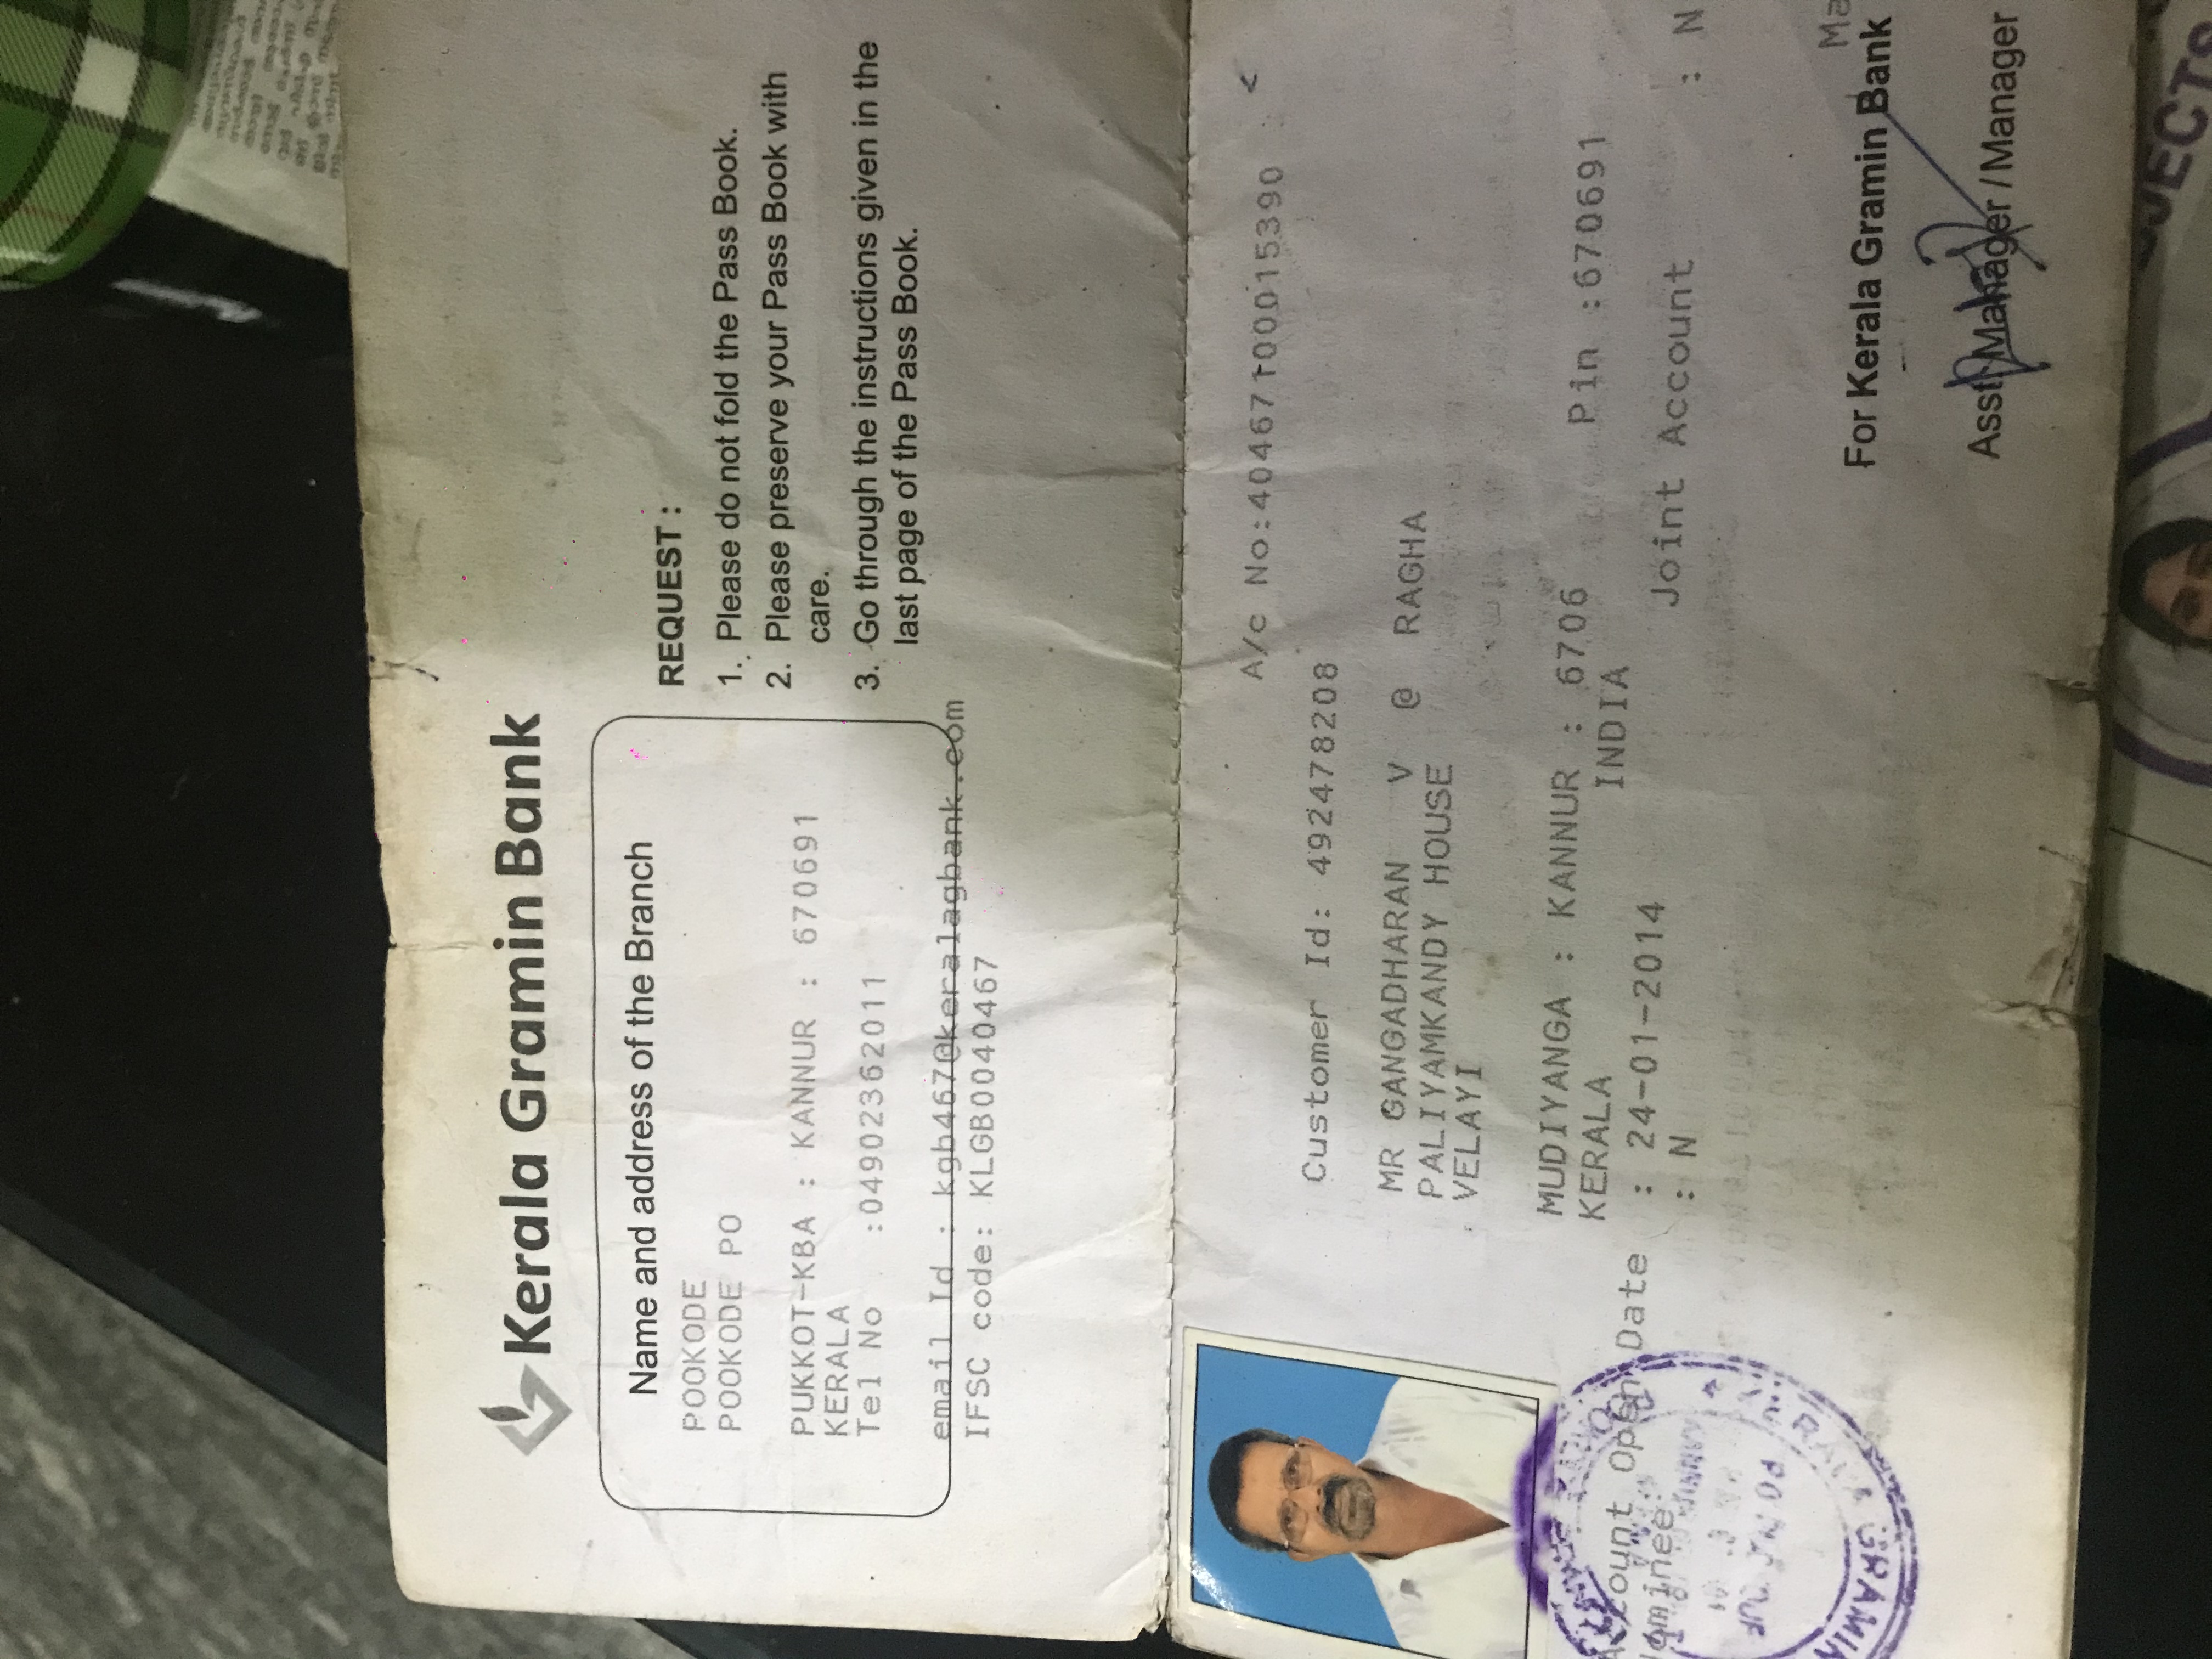 Kerala Gramin Bank
Name and address of the Branch
POOKODE
POOKODE PO
PUKKOT-KBA : KANNUR : 670691
KERALA
Tel No :04902362011
email Id : kgb467@keralagbank.com
IFSC code: KLGB0040467
REQUEST :
1. Please do not fold the Pass Book.
2. Please preserve your Pass Book with
care.
3. Go through the instructions given in the
last page of the Pass Book.
A/c No:40467100015390
Customer Id: 492478208
MR GANGADHARAN V @ RAGHA
PALIYAMKANDY HOUSE
VELAYI
MUDIYANGA : KANNUR : 6706 Pin :670691
KERALA INDIA
Account Open Date : 24-01-2014
Nominee : N
Joint Account : N
For Kerala Gramin Bank
Asst. Manager / Manager
GRAMIN